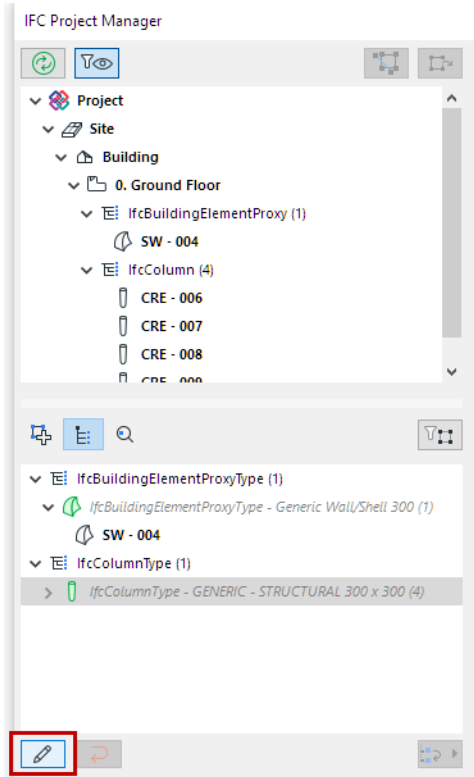 IFC Project Manager
Project
Site
Building
0. Ground Floor
IfcBuildingElementProxy (1)
SW - 004
IfcColumn (4)
CRE - 006
CRE - 007
CRE - 008
CRE - 009
IfcBuildingElementProxyType (1)
IfcBuildingElementProxyType - Generic Wall/Shell 300 (1)
SW - 004
IfcColumnType (1)
IfcColumnType - GENERIC - STRUCTURAL 300 x 300 (4)